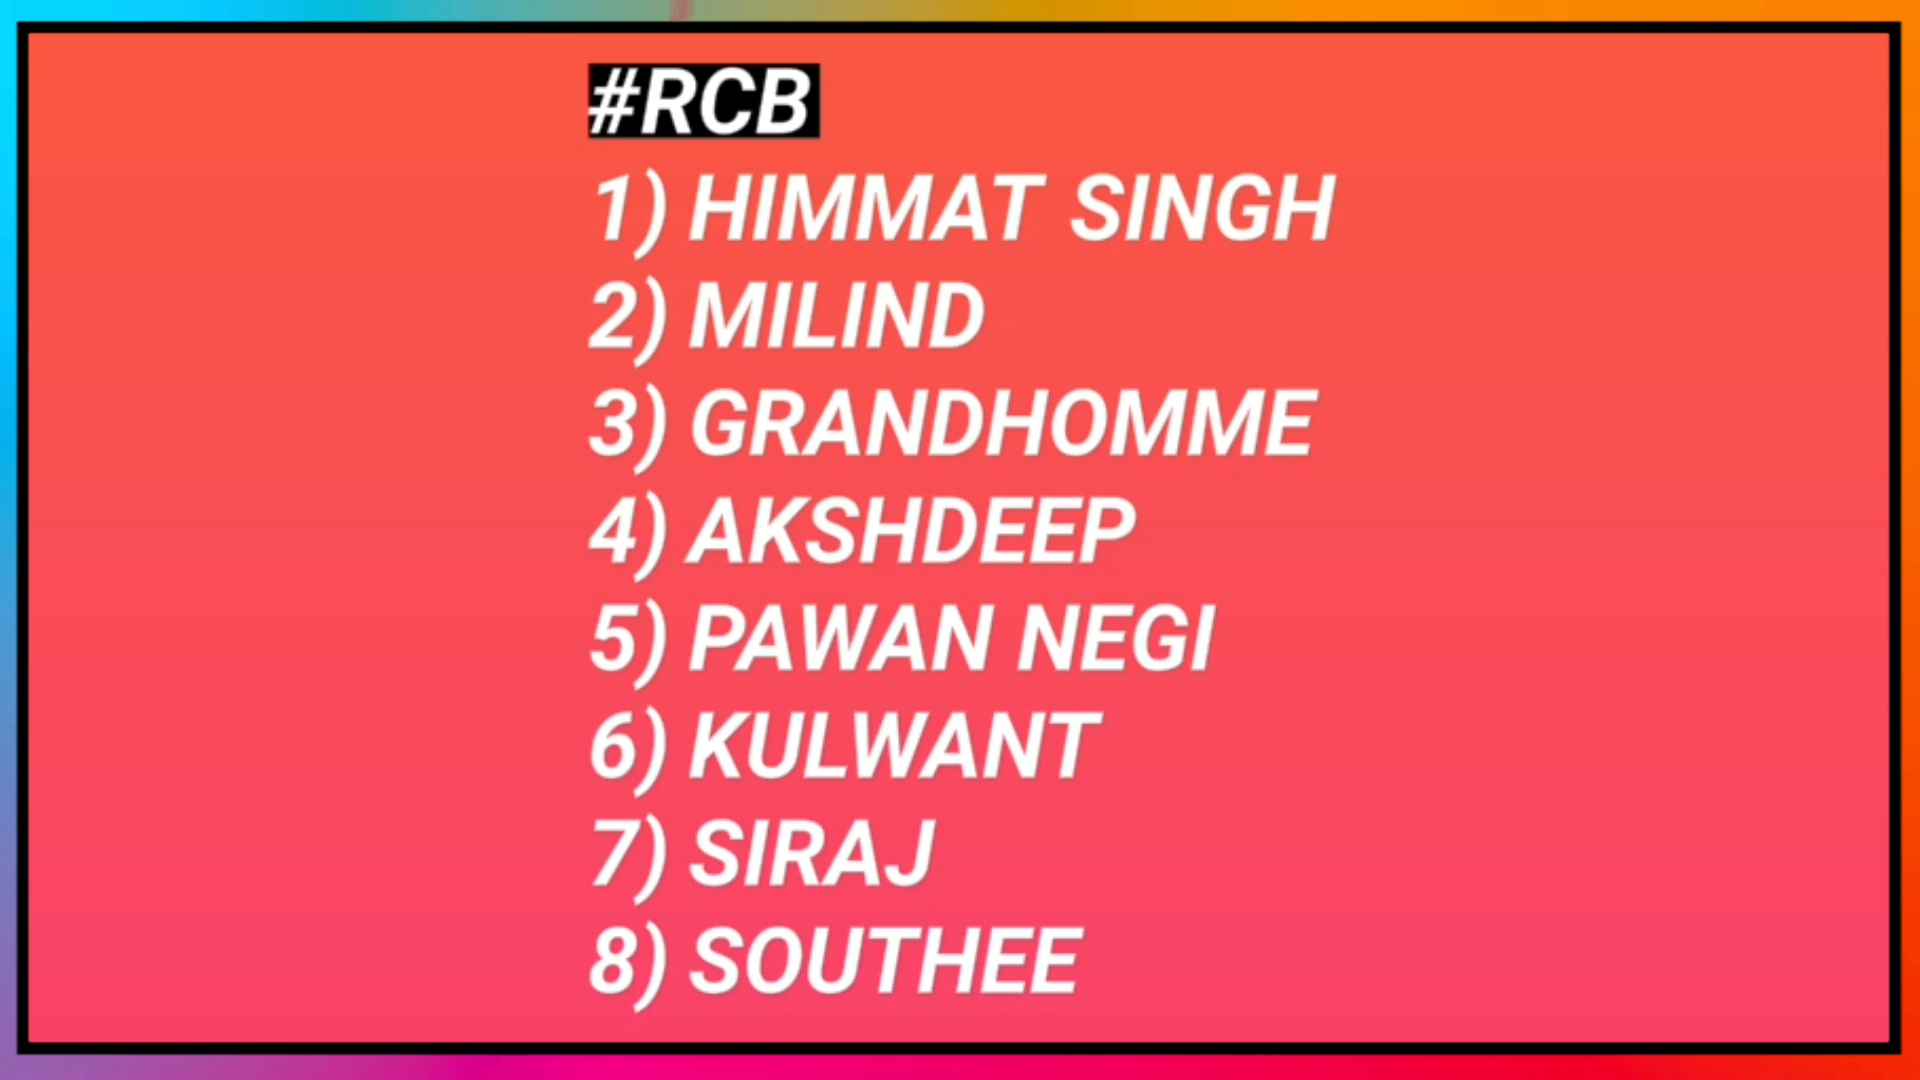 #RCB
1) HIMMAT SINGH
2) MILIND
3) GRANDHOMME
4) AKSHDEEP
5) PAWAN NEGI
6) KULWANT
7) SIRAJ
8) SOUTHEE